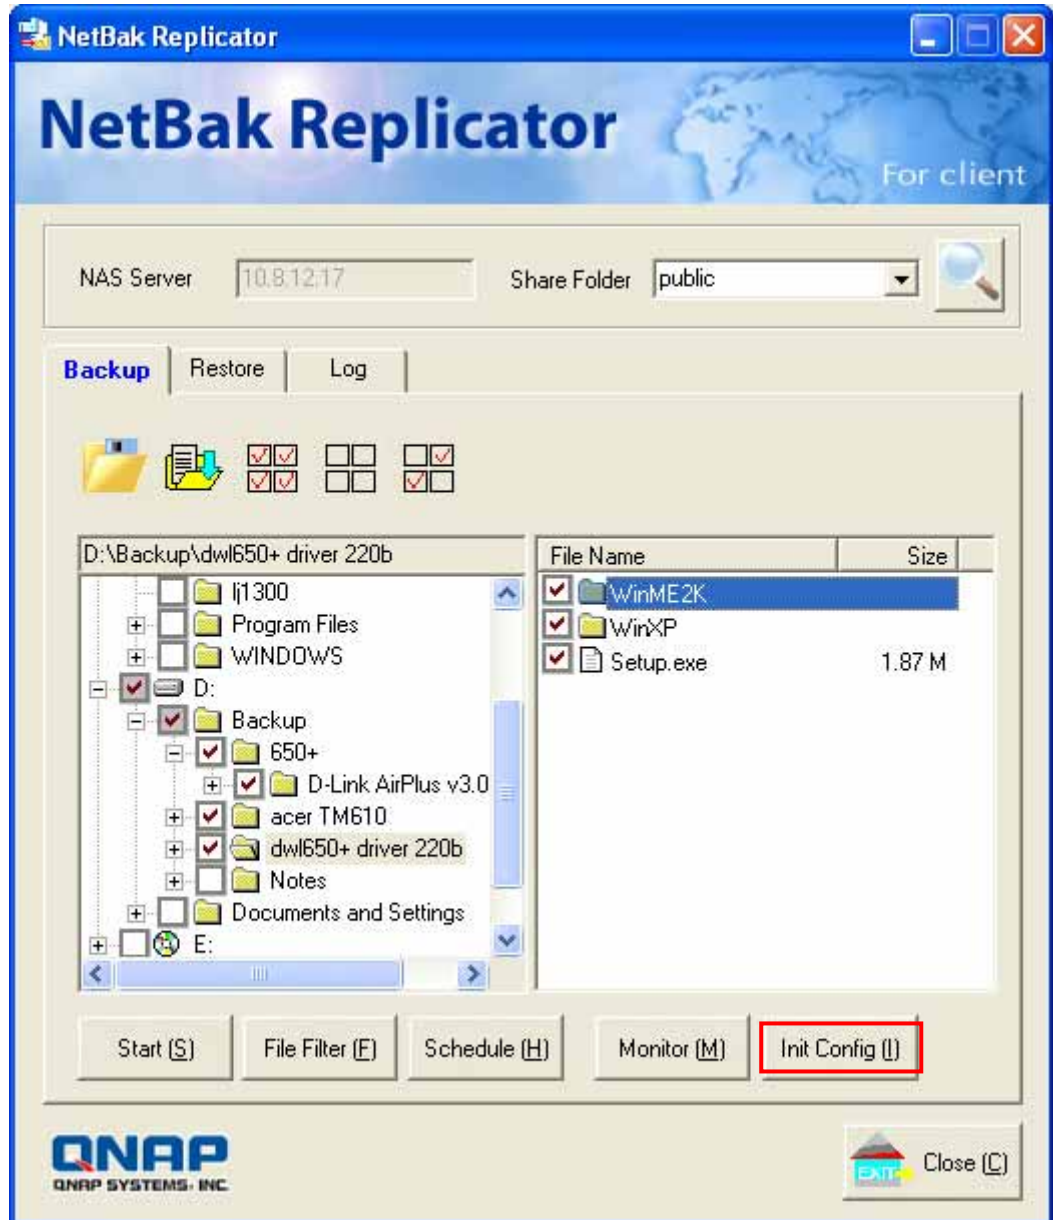 NetBak Replicator
NetBak Replicator
For client
NAS Server 10.8.12.17 Share Folder public
Backup Restore Log
D:\Backup\dwl650+ driver 220b
lj1300
Program Files
WINDOWS
D:
Backup
650+
D-Link AirPlus v3.0
acer TM610
dwl650+ driver 220b
Notes
Documents and Settings
E:
File Name Size
WinME2K
WinXP
Setup.exe 1.87 M
Start (S) File Filter (F) Schedule (H) Monitor (M) Init Config (I)
QNAP
QNAP SYSTEMS, INC.
EXIT Close (C)